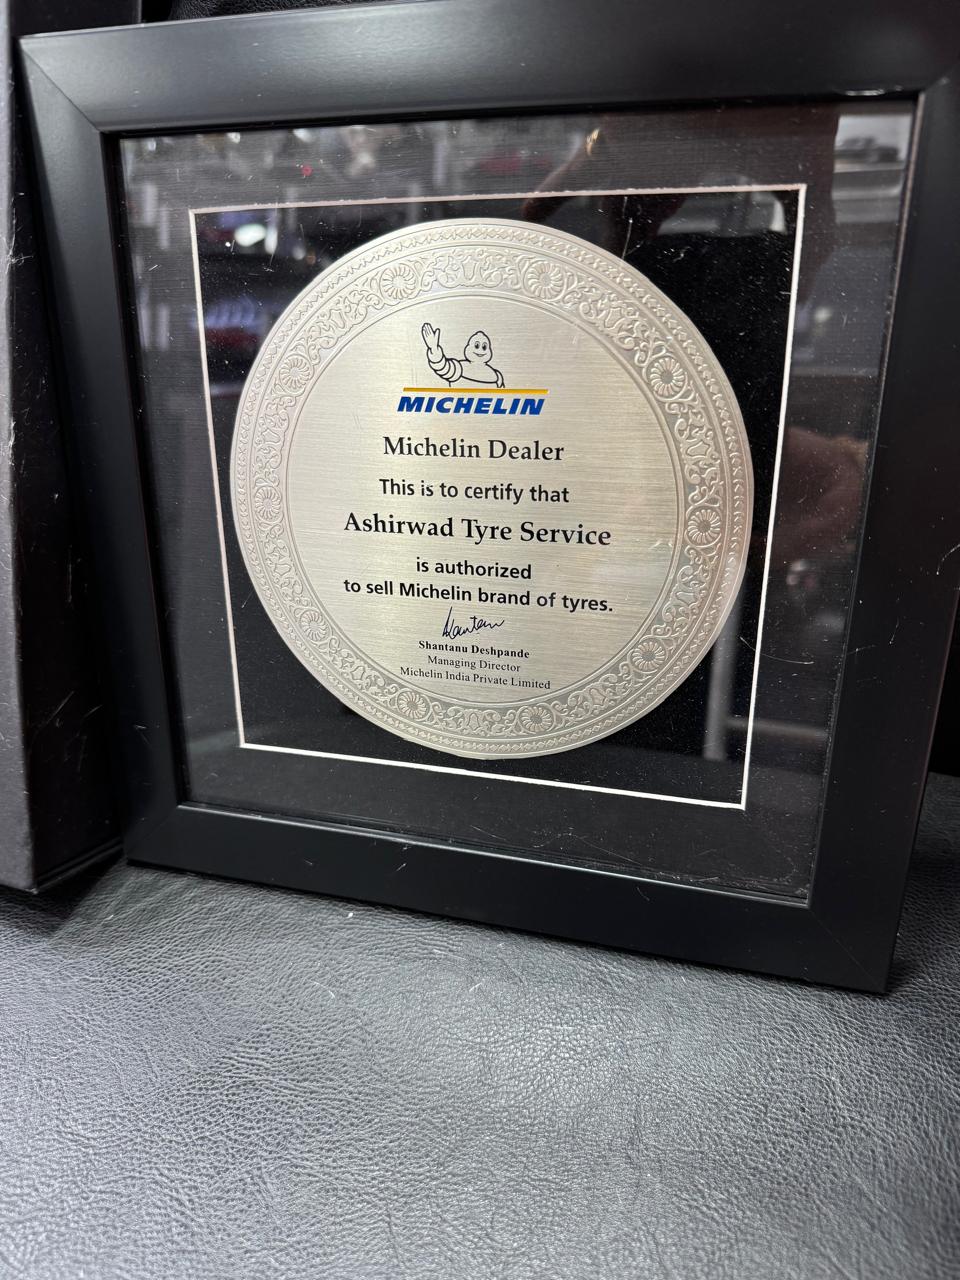 MICHELIN
Michelin Dealer
This is to certify that
Ashirwad Tyre Service
is authorized
to sell Michelin brand of tyres.
Shantanu Deshpande
Managing Director
Michelin India Private Limited